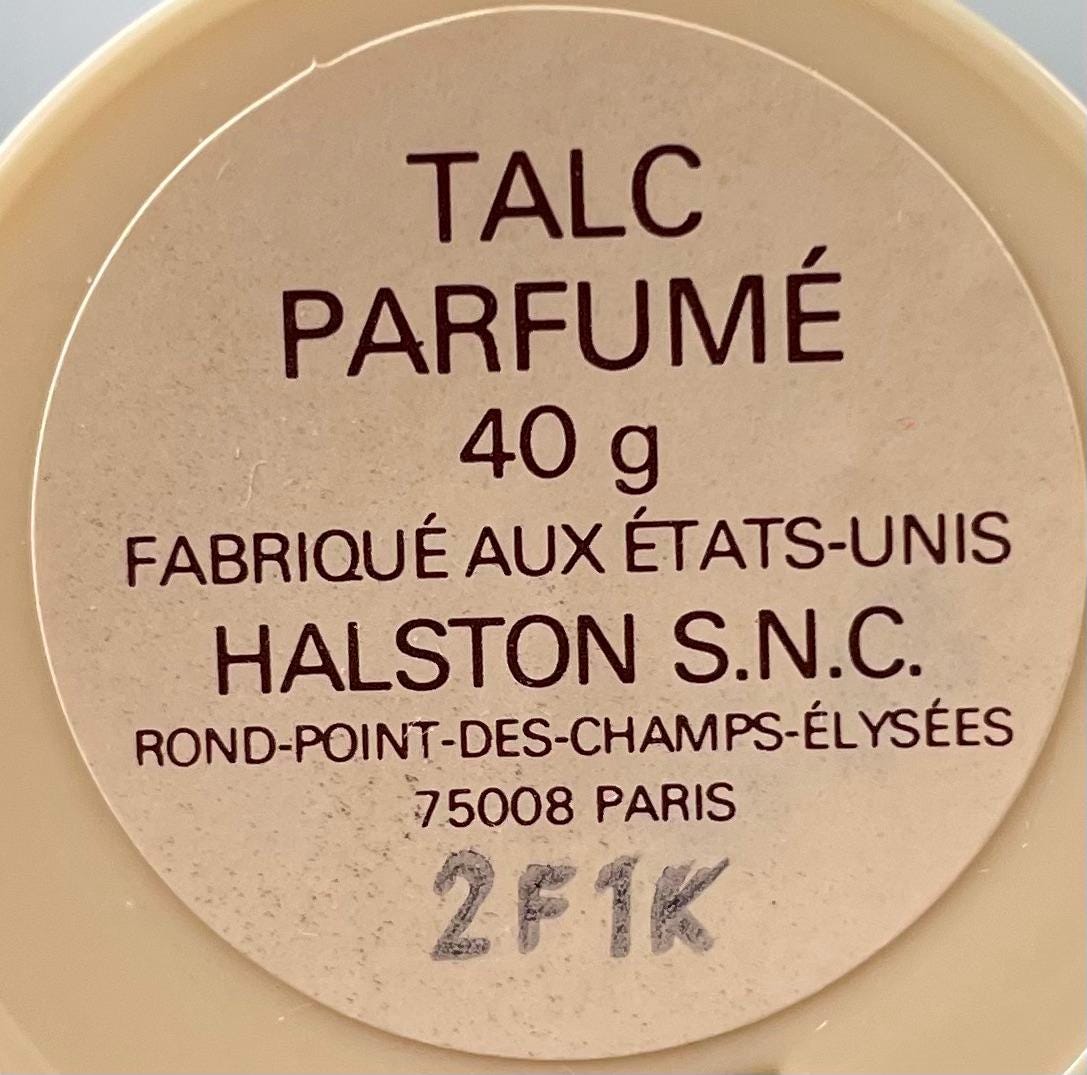 TALC
PARFUMÉ
40 g
FABRIQUÉ AUX ÉTATS-UNIS
HALSTON S.N.C.
ROND-POINT-DES-CHAMPS-ÉLYSÉES
75008 PARIS
2F1K